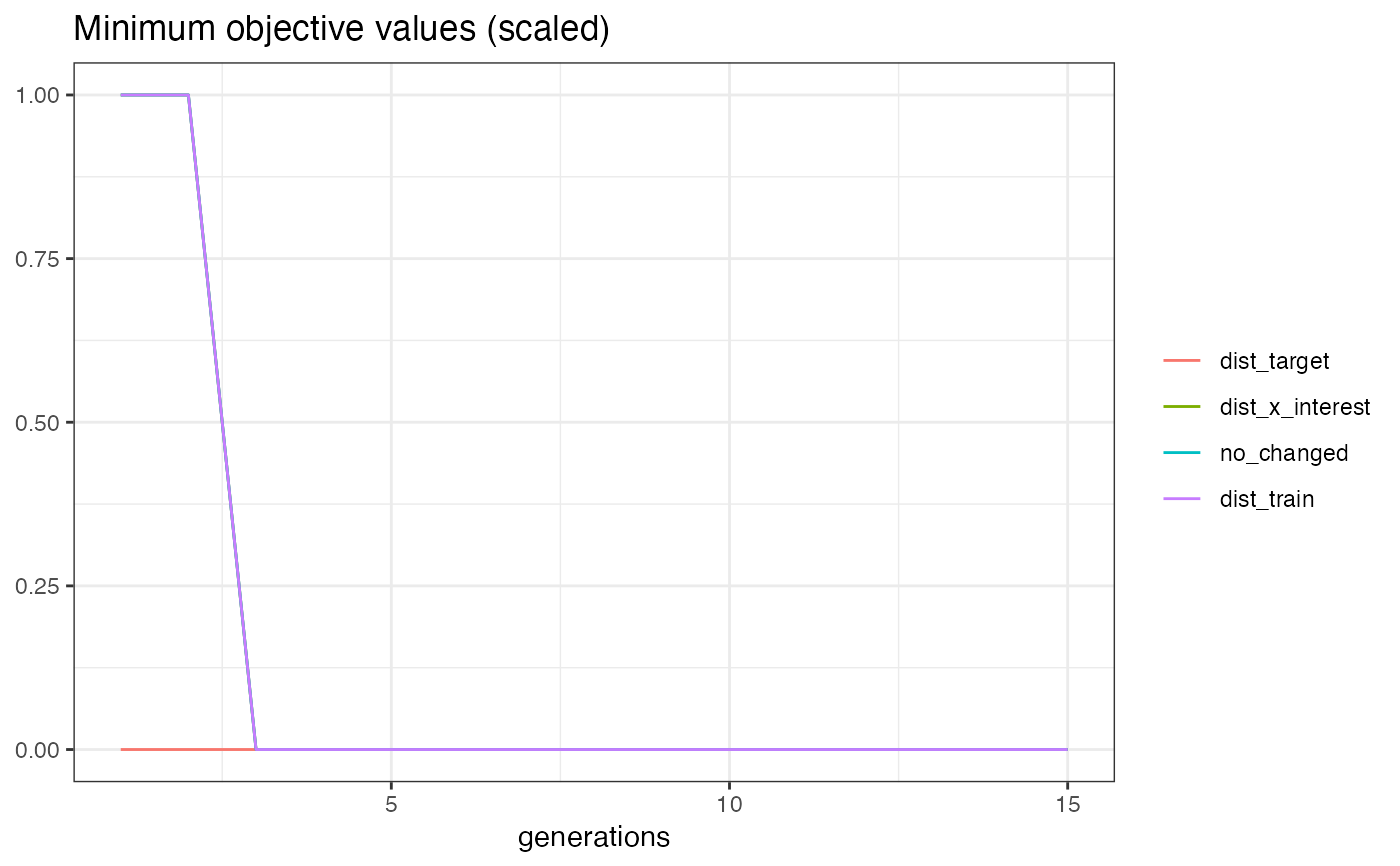 Minimum objective values (scaled)
1.00
0.75
0.50
0.25
0.00
5 10 15
generations
dist_target
dist_x_interest
no_changed
dist_train